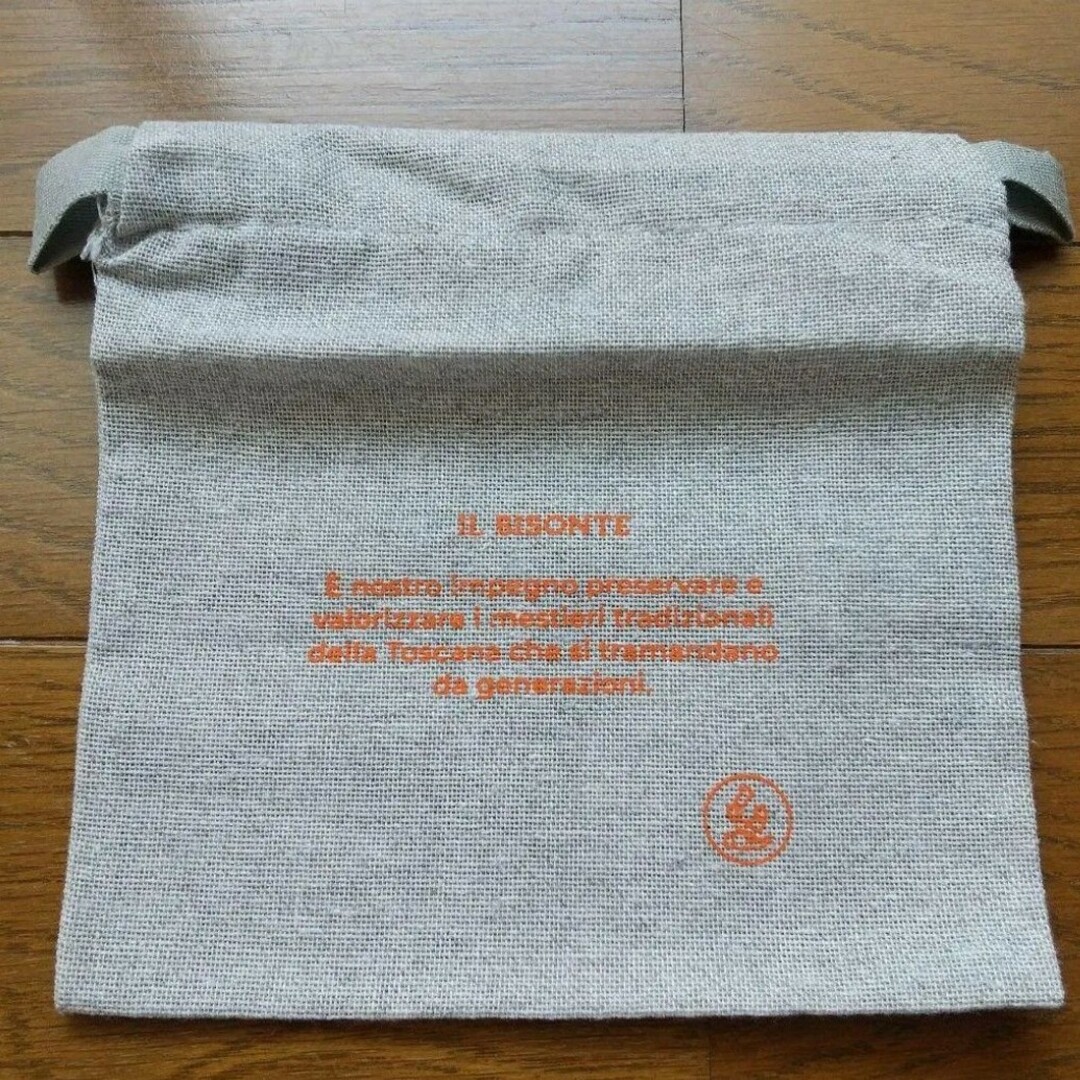 IL BISONTE
È nostro impegno preservare e
valorizzare i mestieri tradizionali
della Toscana che si tramandano
da generazioni.